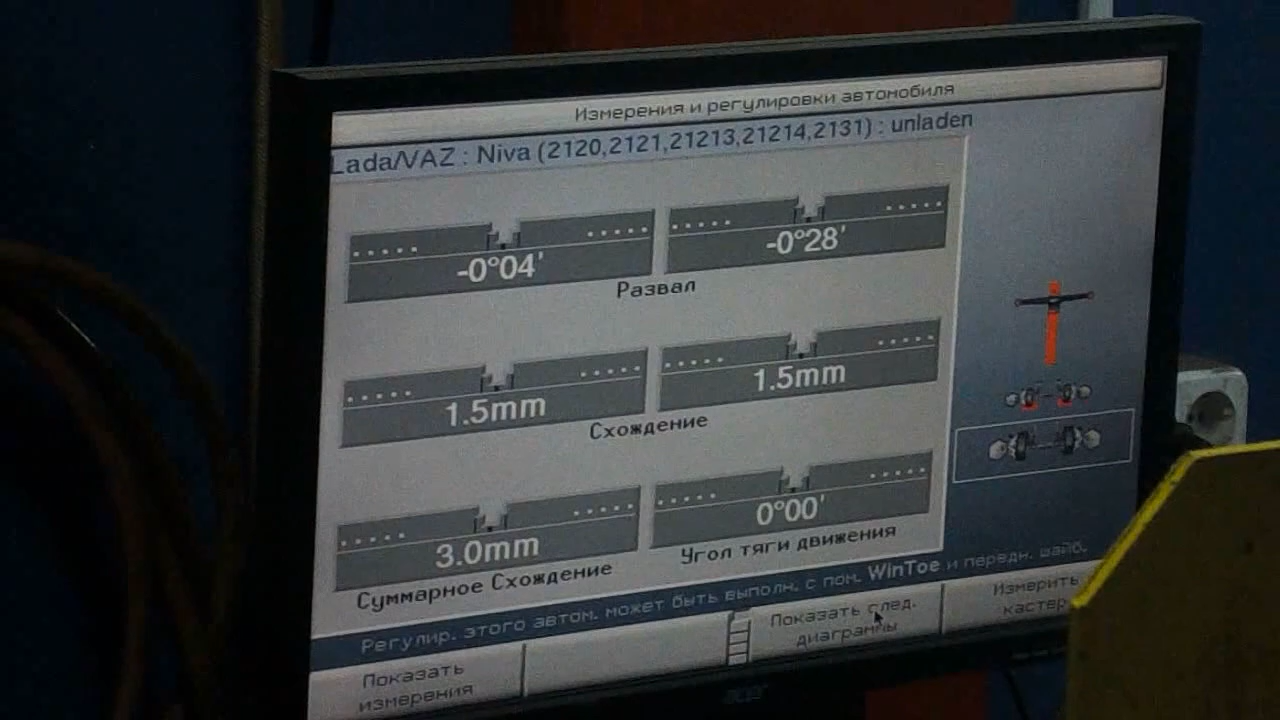 Измерения и регулировки автомобиля
Lada/VAZ : Niva (2120,2121,21213,21214,2131) : unladen
-0°04' -0°28'
Развал
1.5mm 1.5mm
Схождение
3.0mm 0°00'
Суммарное Схождение Угол тяги движения
Регулир. этого автом. может быть выполн. с пом. WinToe и передн. шайб.
Показать измерения
Показать след. диаграммы
Измерить кастер